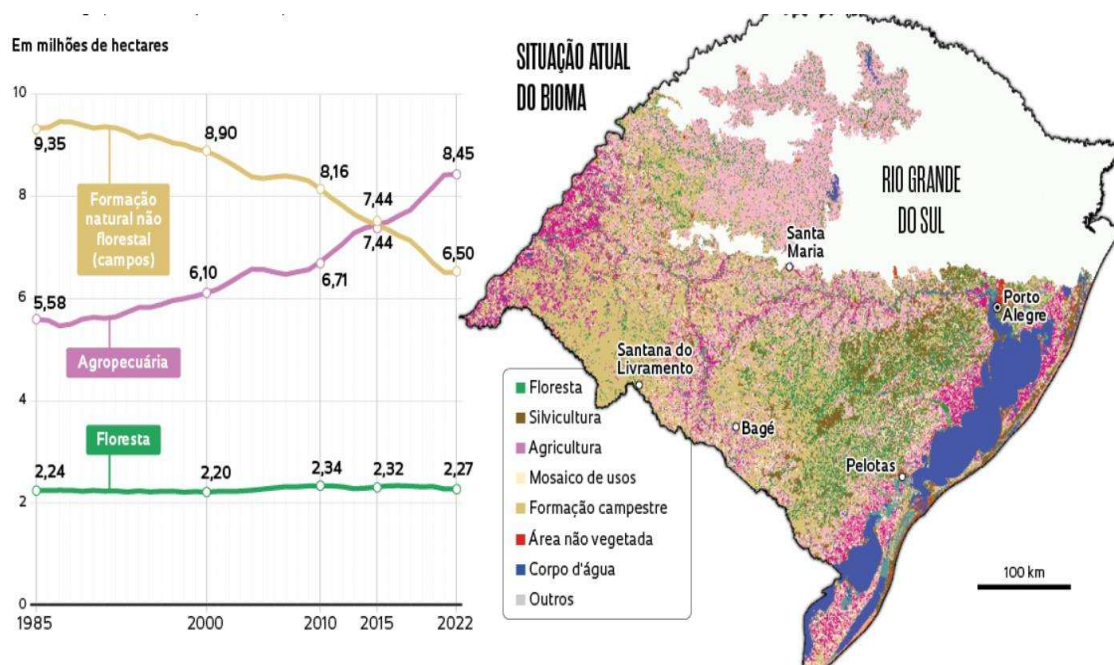 Em milhões de hectares
10
8
6
4
2
0
9,35
8,90
8,16
7,44
6,50
Formação
natural não
florestal
(campos)
5,58
6,10
6,71
7,44
8,45
Agropecuária
Floresta
2,24
2,20
2,34
2,32
2,27
1985
2000
2010
2015
2022
SITUAÇÃO ATUAL
DO BIOMA
RIO GRANDE
DO SUL
Santa
Maria
Porto
Alegre
Santana do
Livramento
Bagé
Pelotas
Floresta
Silvicultura
Agricultura
Mosaico de usos
Formação campestre
Área não vegetada
Corpo d'água
Outros
100 km